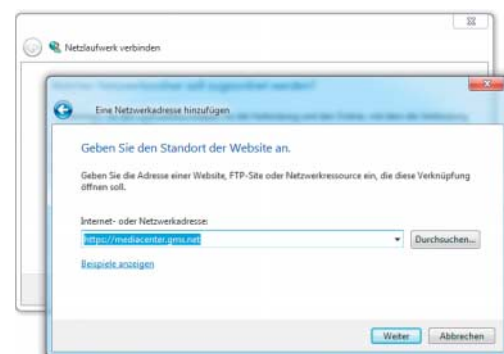 Netzlaufwerk verbinden
Eine Netzwerkadresse hinzufügen
Geben Sie den Standort der Website an.
Geben Sie die Adresse einer Website, FTP-Site oder Netzwerkressource ein, die diese Verknüpfung
öffnen soll.
Internet- oder Netzwerkadresse:
https://mediacenter.gmx.net
Durchsuchen...
Beispiele anzeigen
Weiter
Abbrechen